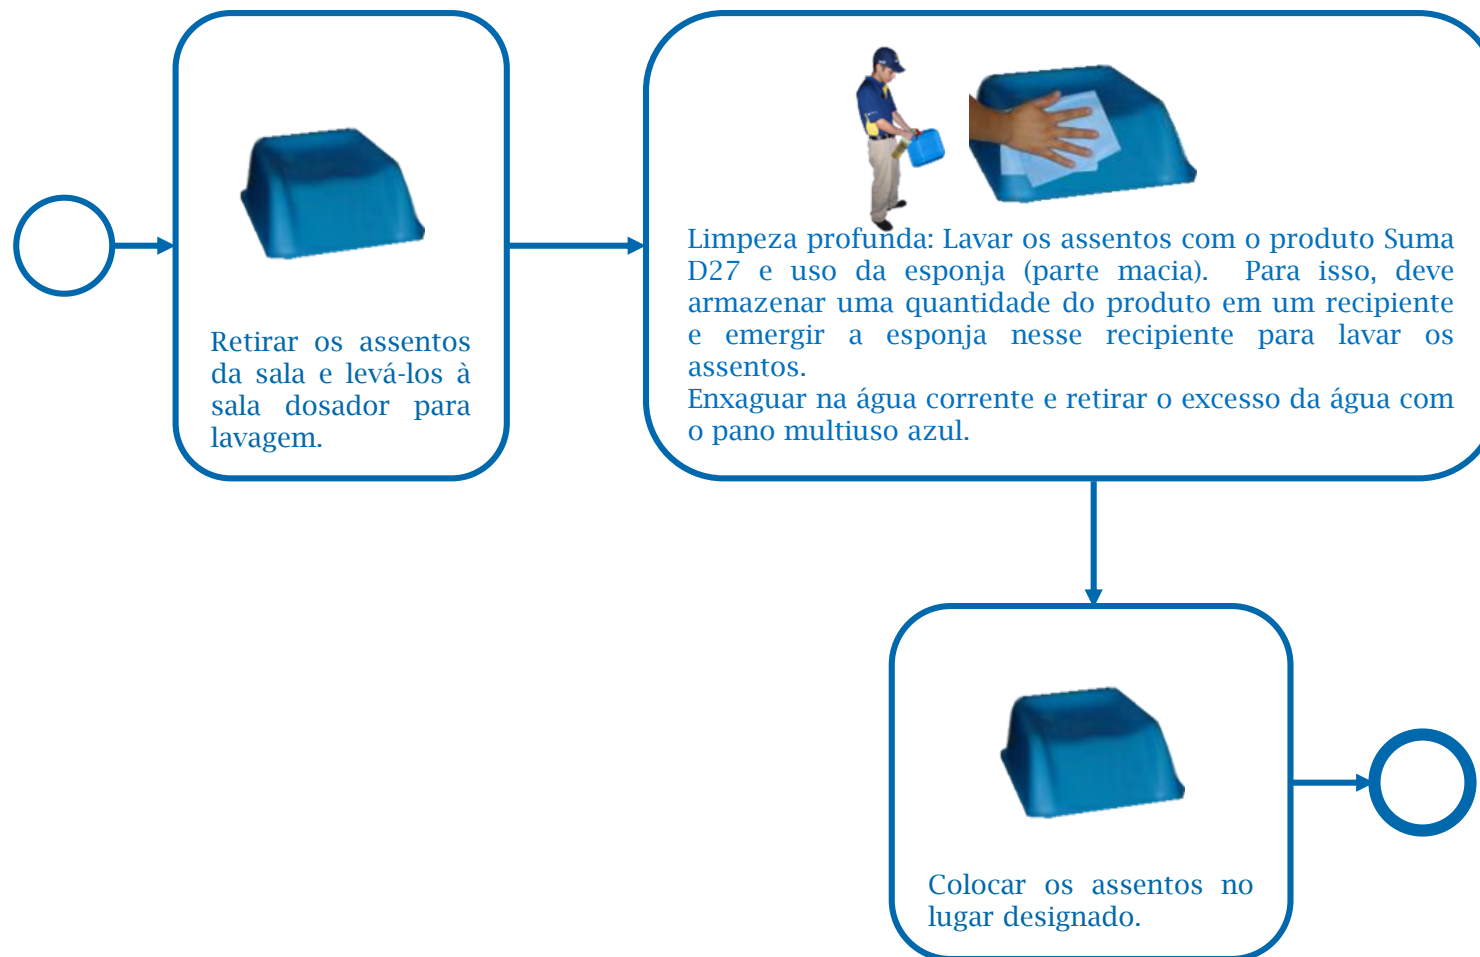 Retirar os assentos
da sala e levá-los à
sala dosador para
lavagem.
Limpeza profunda: Lavar os assentos com o produto Suma
D27 e uso da esponja (parte macia). Para isso, deve
armazenar uma quantidade do produto em um recipiente
e emergir a esponja nesse recipiente para lavar os
assentos.
Enxaguar na água corrente e retirar o excesso da água com
o pano multiuso azul.
Colocar os assentos no
lugar designado.